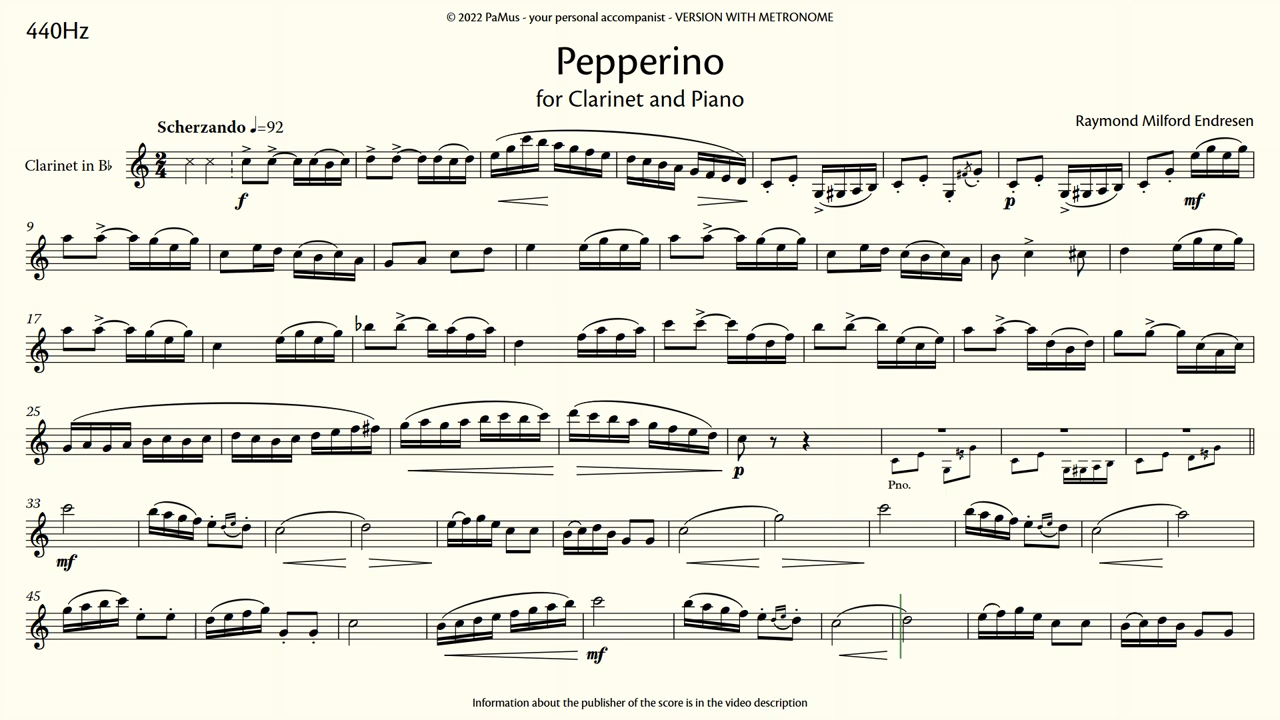 © 2022 PaMus - your personal accompanist - VERSION WITH METRONOME
440Hz
Pepperino
for Clarinet and Piano
Raymond Milford Endresen
Scherzando ♩=92
Clarinet in B♭
2
4
f
p
mf
9
17
25
p
Pno.
33
mf
45
mf
Information about the publisher of the score is in the video description